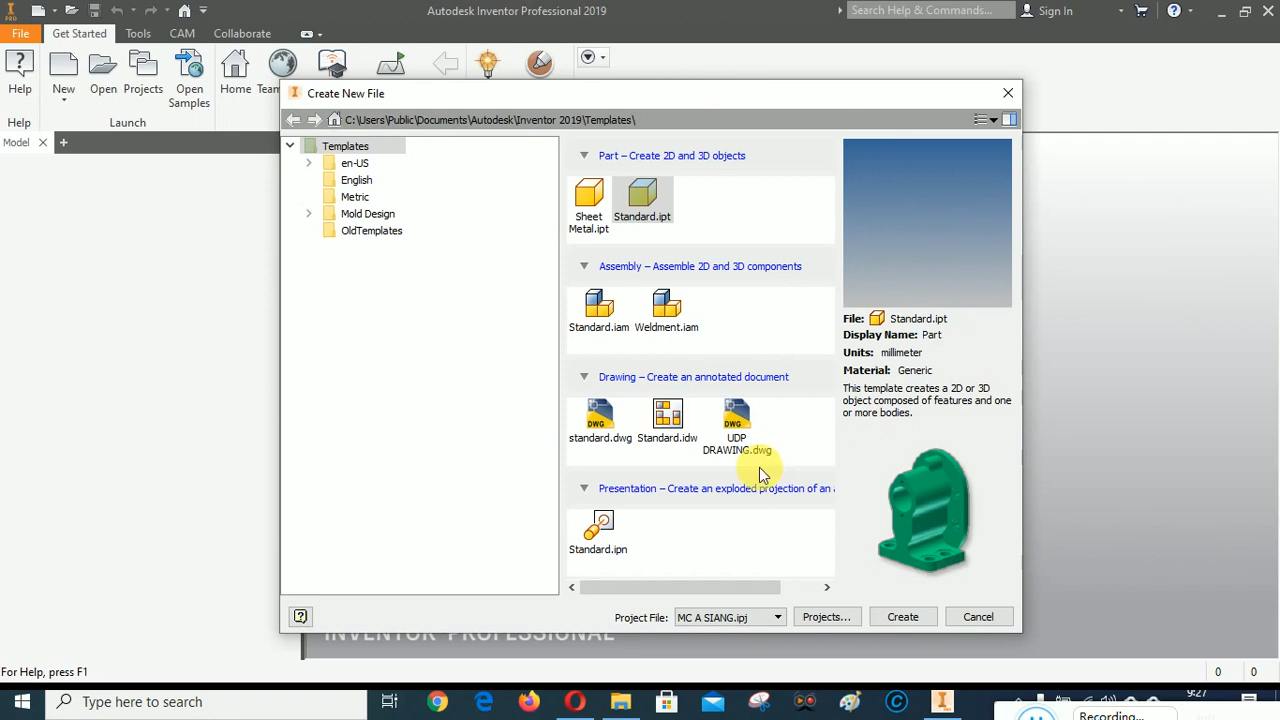 PRO
Autodesk Inventor Professional 2019
Search Help & Commands...
Sign In
File
Get Started
Tools
CAM
Collaborate
Help
New
Open
Projects
Open
Samples
Home
Team
Help
Launch
Model
Create New File
C:\Users\Public\Documents\Autodesk\Inventor 2019\Templates\
Templates
en-US
English
Metric
Mold Design
OldTemplates
Part – Create 2D and 3D objects
Sheet
Metal.ipt
Standard.ipt
Assembly – Assemble 2D and 3D components
Standard.iam
Weldment.iam
Drawing – Create an annotated document
DWG
standard.dwg
Standard.idw
DWG
UDP
DRAWING.dwg
Presentation – Create an exploded projection of an a
Standard.ipn
File: Standard.ipt
Display Name: Part
Units: millimeter
Material: Generic
This template creates a 2D or 3D
object composed of features and one
or more bodies.
Project File:
MC A SIANG.ipj
Projects...
Create
Cancel
INVENTOR PROFESSIONAL
For Help, press F1
0
0
Type here to search
9:27
Recording...